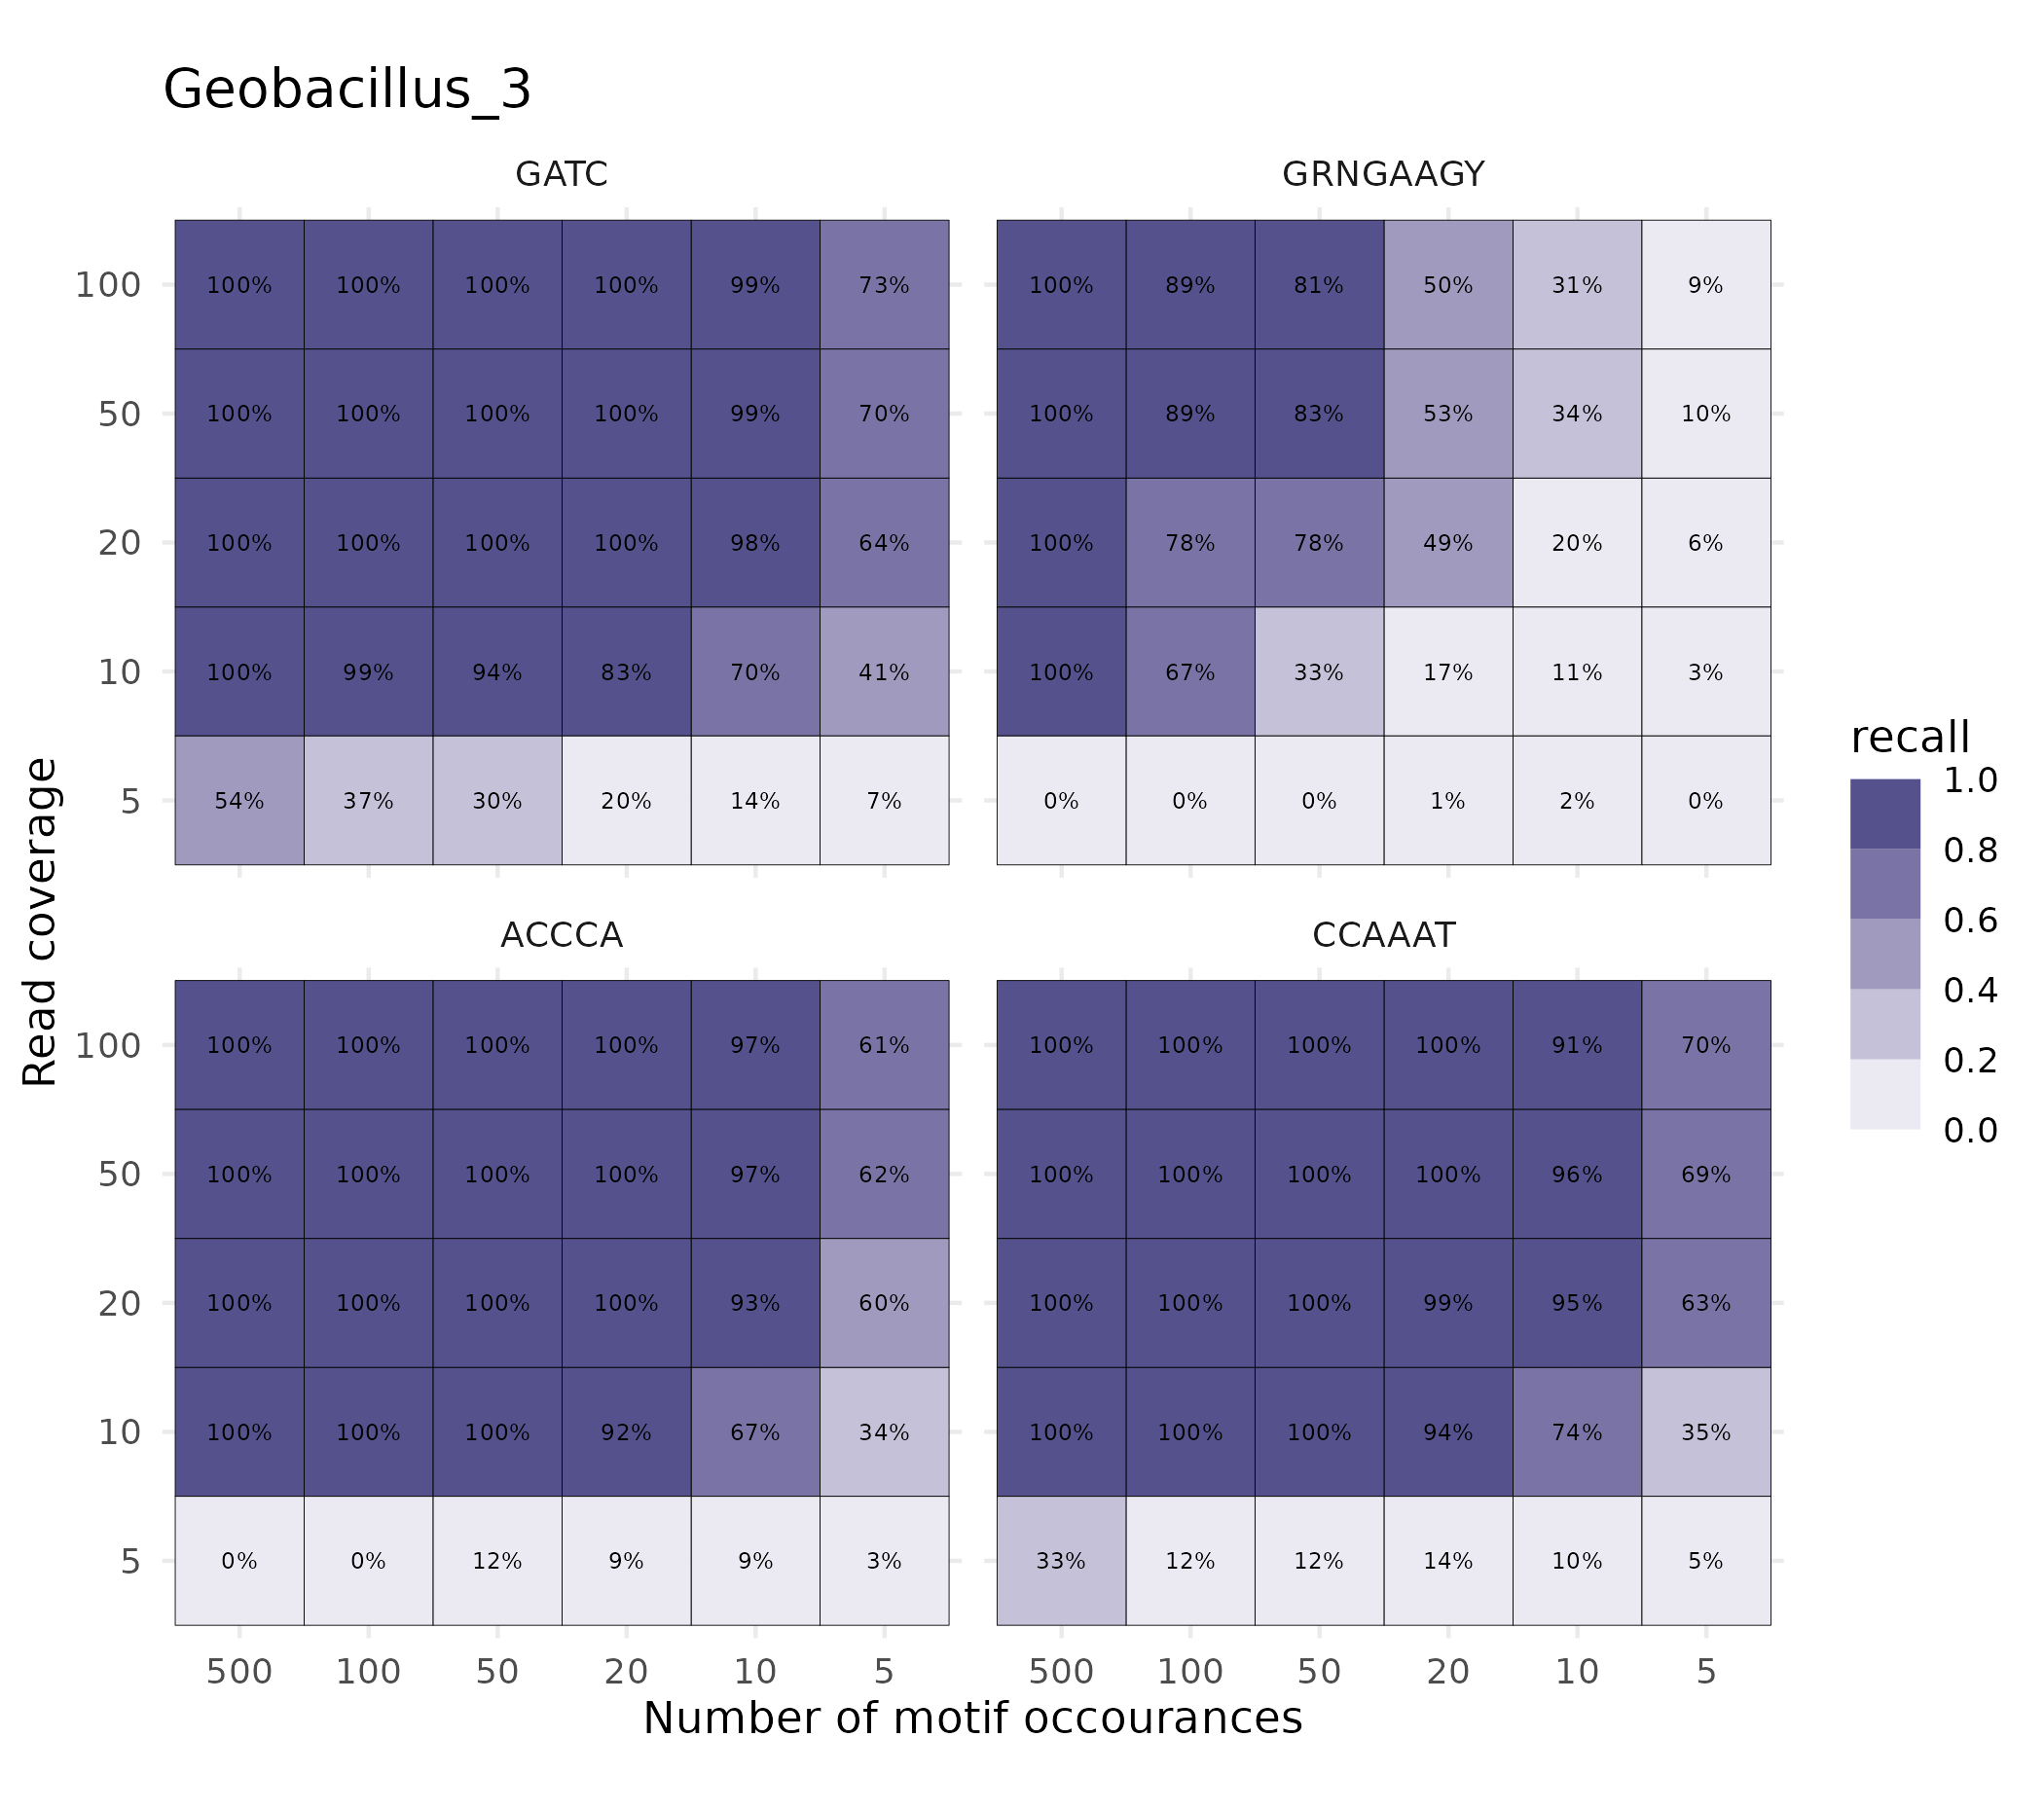 Geobacillus_3
GATC
GRNGAAGY
100 100% 100% 100% 100% 99% 73% 100% 89% 81% 50% 31% 9%
50 100% 100% 100% 100% 99% 70% 100% 89% 83% 53% 34% 10%
20 100% 100% 100% 100% 98% 64% 100% 78% 78% 49% 20% 6%
10 100% 99% 94% 83% 70% 41% 100% 67% 33% 17% 11% 3%
5 54% 37% 30% 20% 14% 7% 0% 0% 0% 1% 2% 0%
ACCCA
CCAAAT
100 100% 100% 100% 100% 97% 61% 100% 100% 100% 100% 91% 70%
50 100% 100% 100% 100% 97% 62% 100% 100% 100% 100% 96% 69%
20 100% 100% 100% 100% 93% 60% 100% 100% 100% 99% 95% 63%
10 100% 100% 100% 92% 67% 34% 100% 100% 100% 94% 74% 35%
5 0% 0% 12% 9% 9% 3% 33% 12% 12% 14% 10% 5%
500 100 50 20 10 5 500 100 50 20 10 5
Number of motif occourances
Read coverage
recall
1.0
0.8
0.6
0.4
0.2
0.0